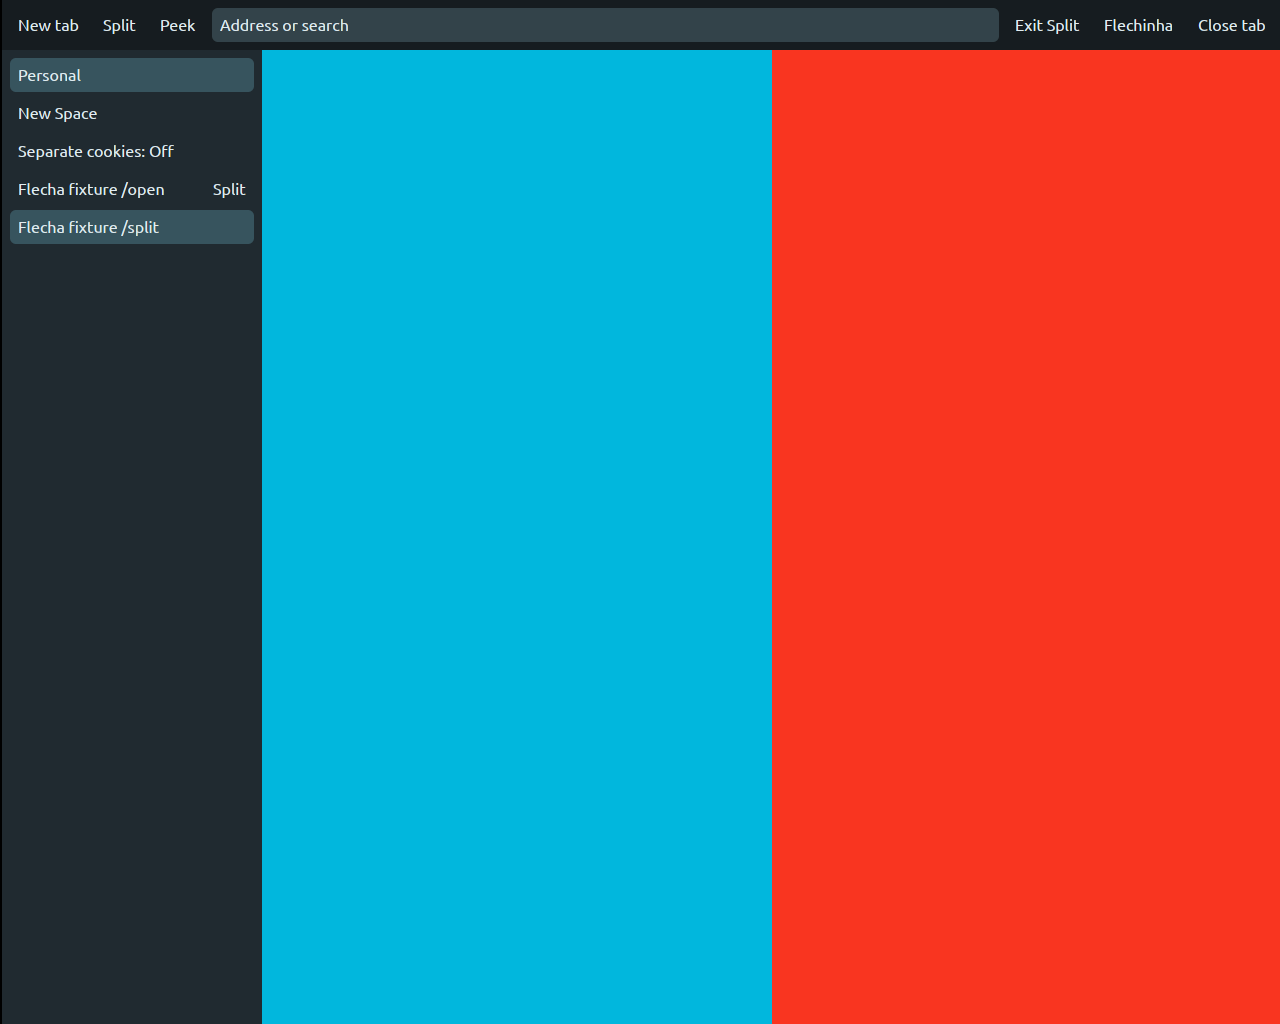 New tab Split Peek Address or search Exit Split Flechinha Close tab
Personal
New Space
Separate cookies: Off
Flecha fixture /open Split
Flecha fixture /split